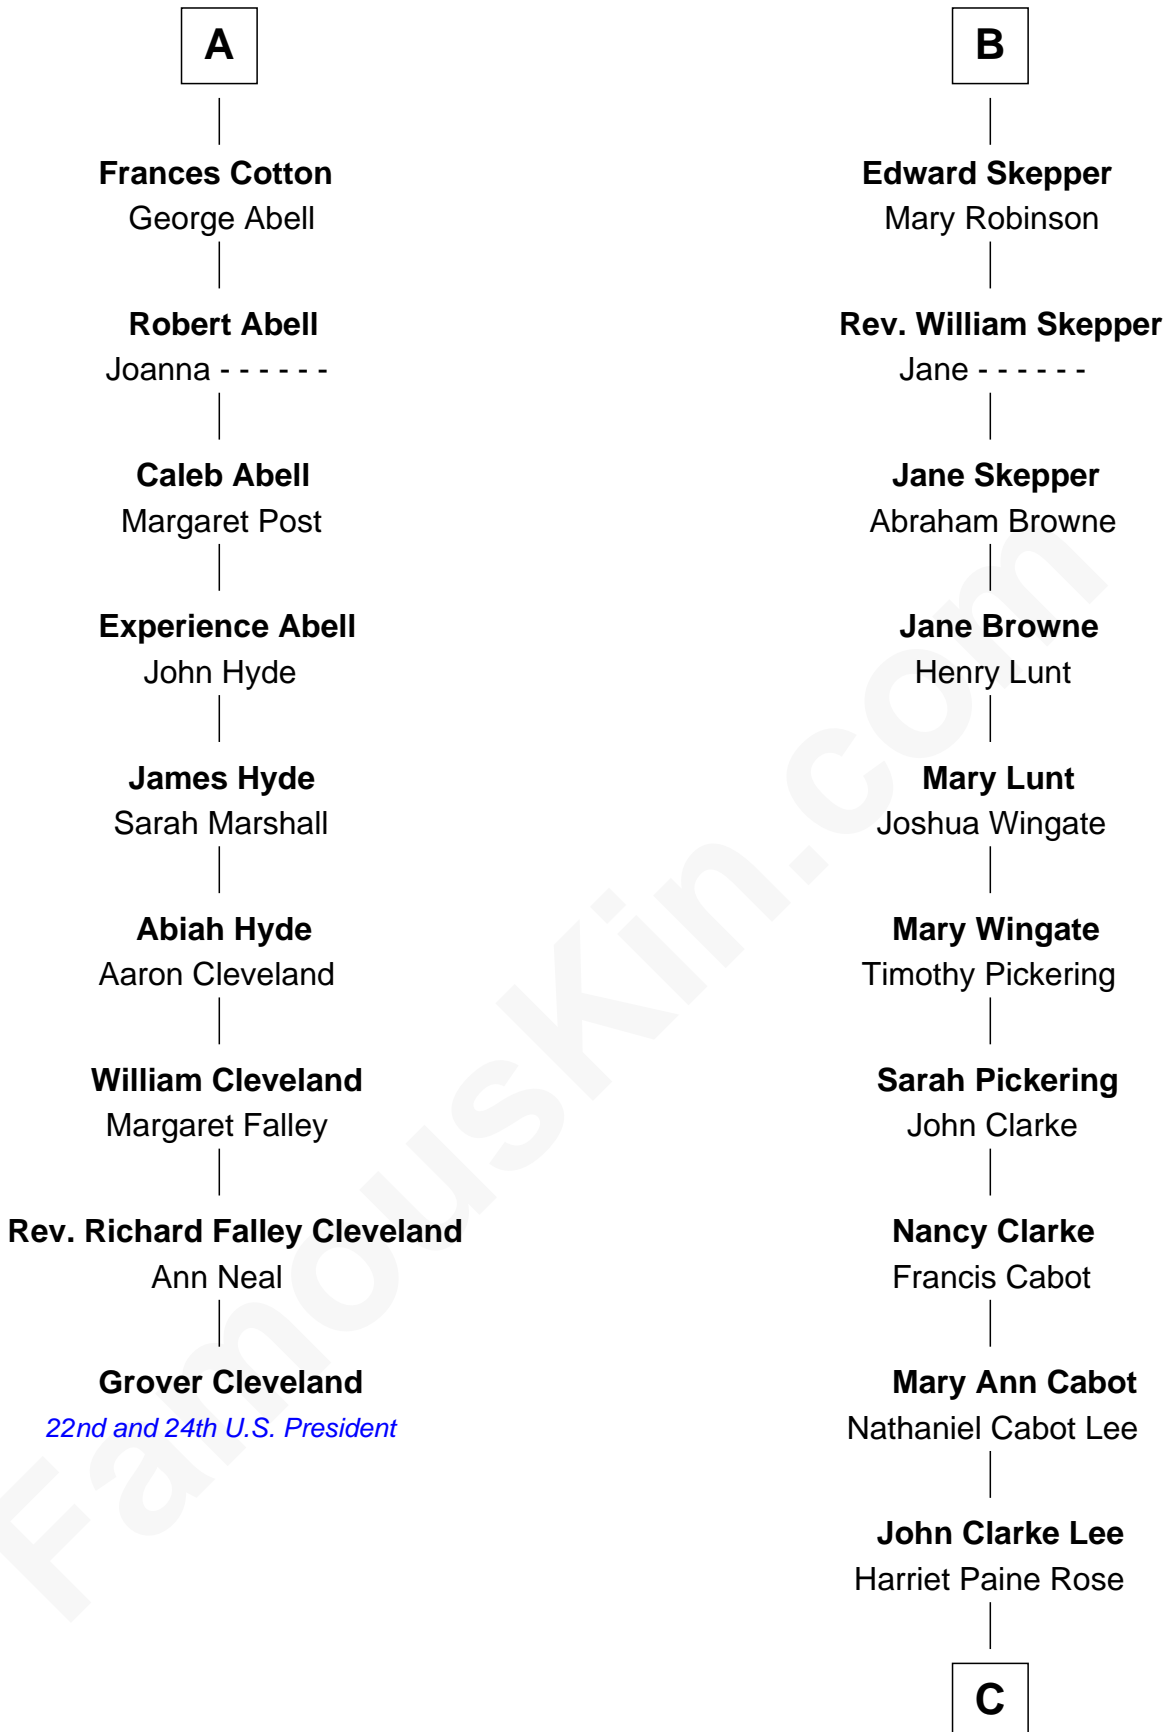 A
Frances Cotton
George Abell
Robert Abell
Joanna - - - - - -
Caleb Abell
Margaret Post
Experience Abell
John Hyde
James Hyde
Sarah Marshall
Abiah Hyde
Aaron Cleveland
William Cleveland
Margaret Falley
Rev. Richard Falley Cleveland
Ann Neal
Grover Cleveland
22nd and 24th U.S. President
B
Edward Skepper
Mary Robinson
Rev. William Skepper
Jane - - - - - -
Jane Skepper
Abraham Browne
Jane Browne
Henry Lunt
Mary Lunt
Joshua Wingate
Mary Wingate
Timothy Pickering
Sarah Pickering
John Clarke
Nancy Clarke
Francis Cabot
Mary Ann Cabot
Nathaniel Cabot Lee
John Clarke Lee
Harriet Paine Rose
C
FamousKin.com